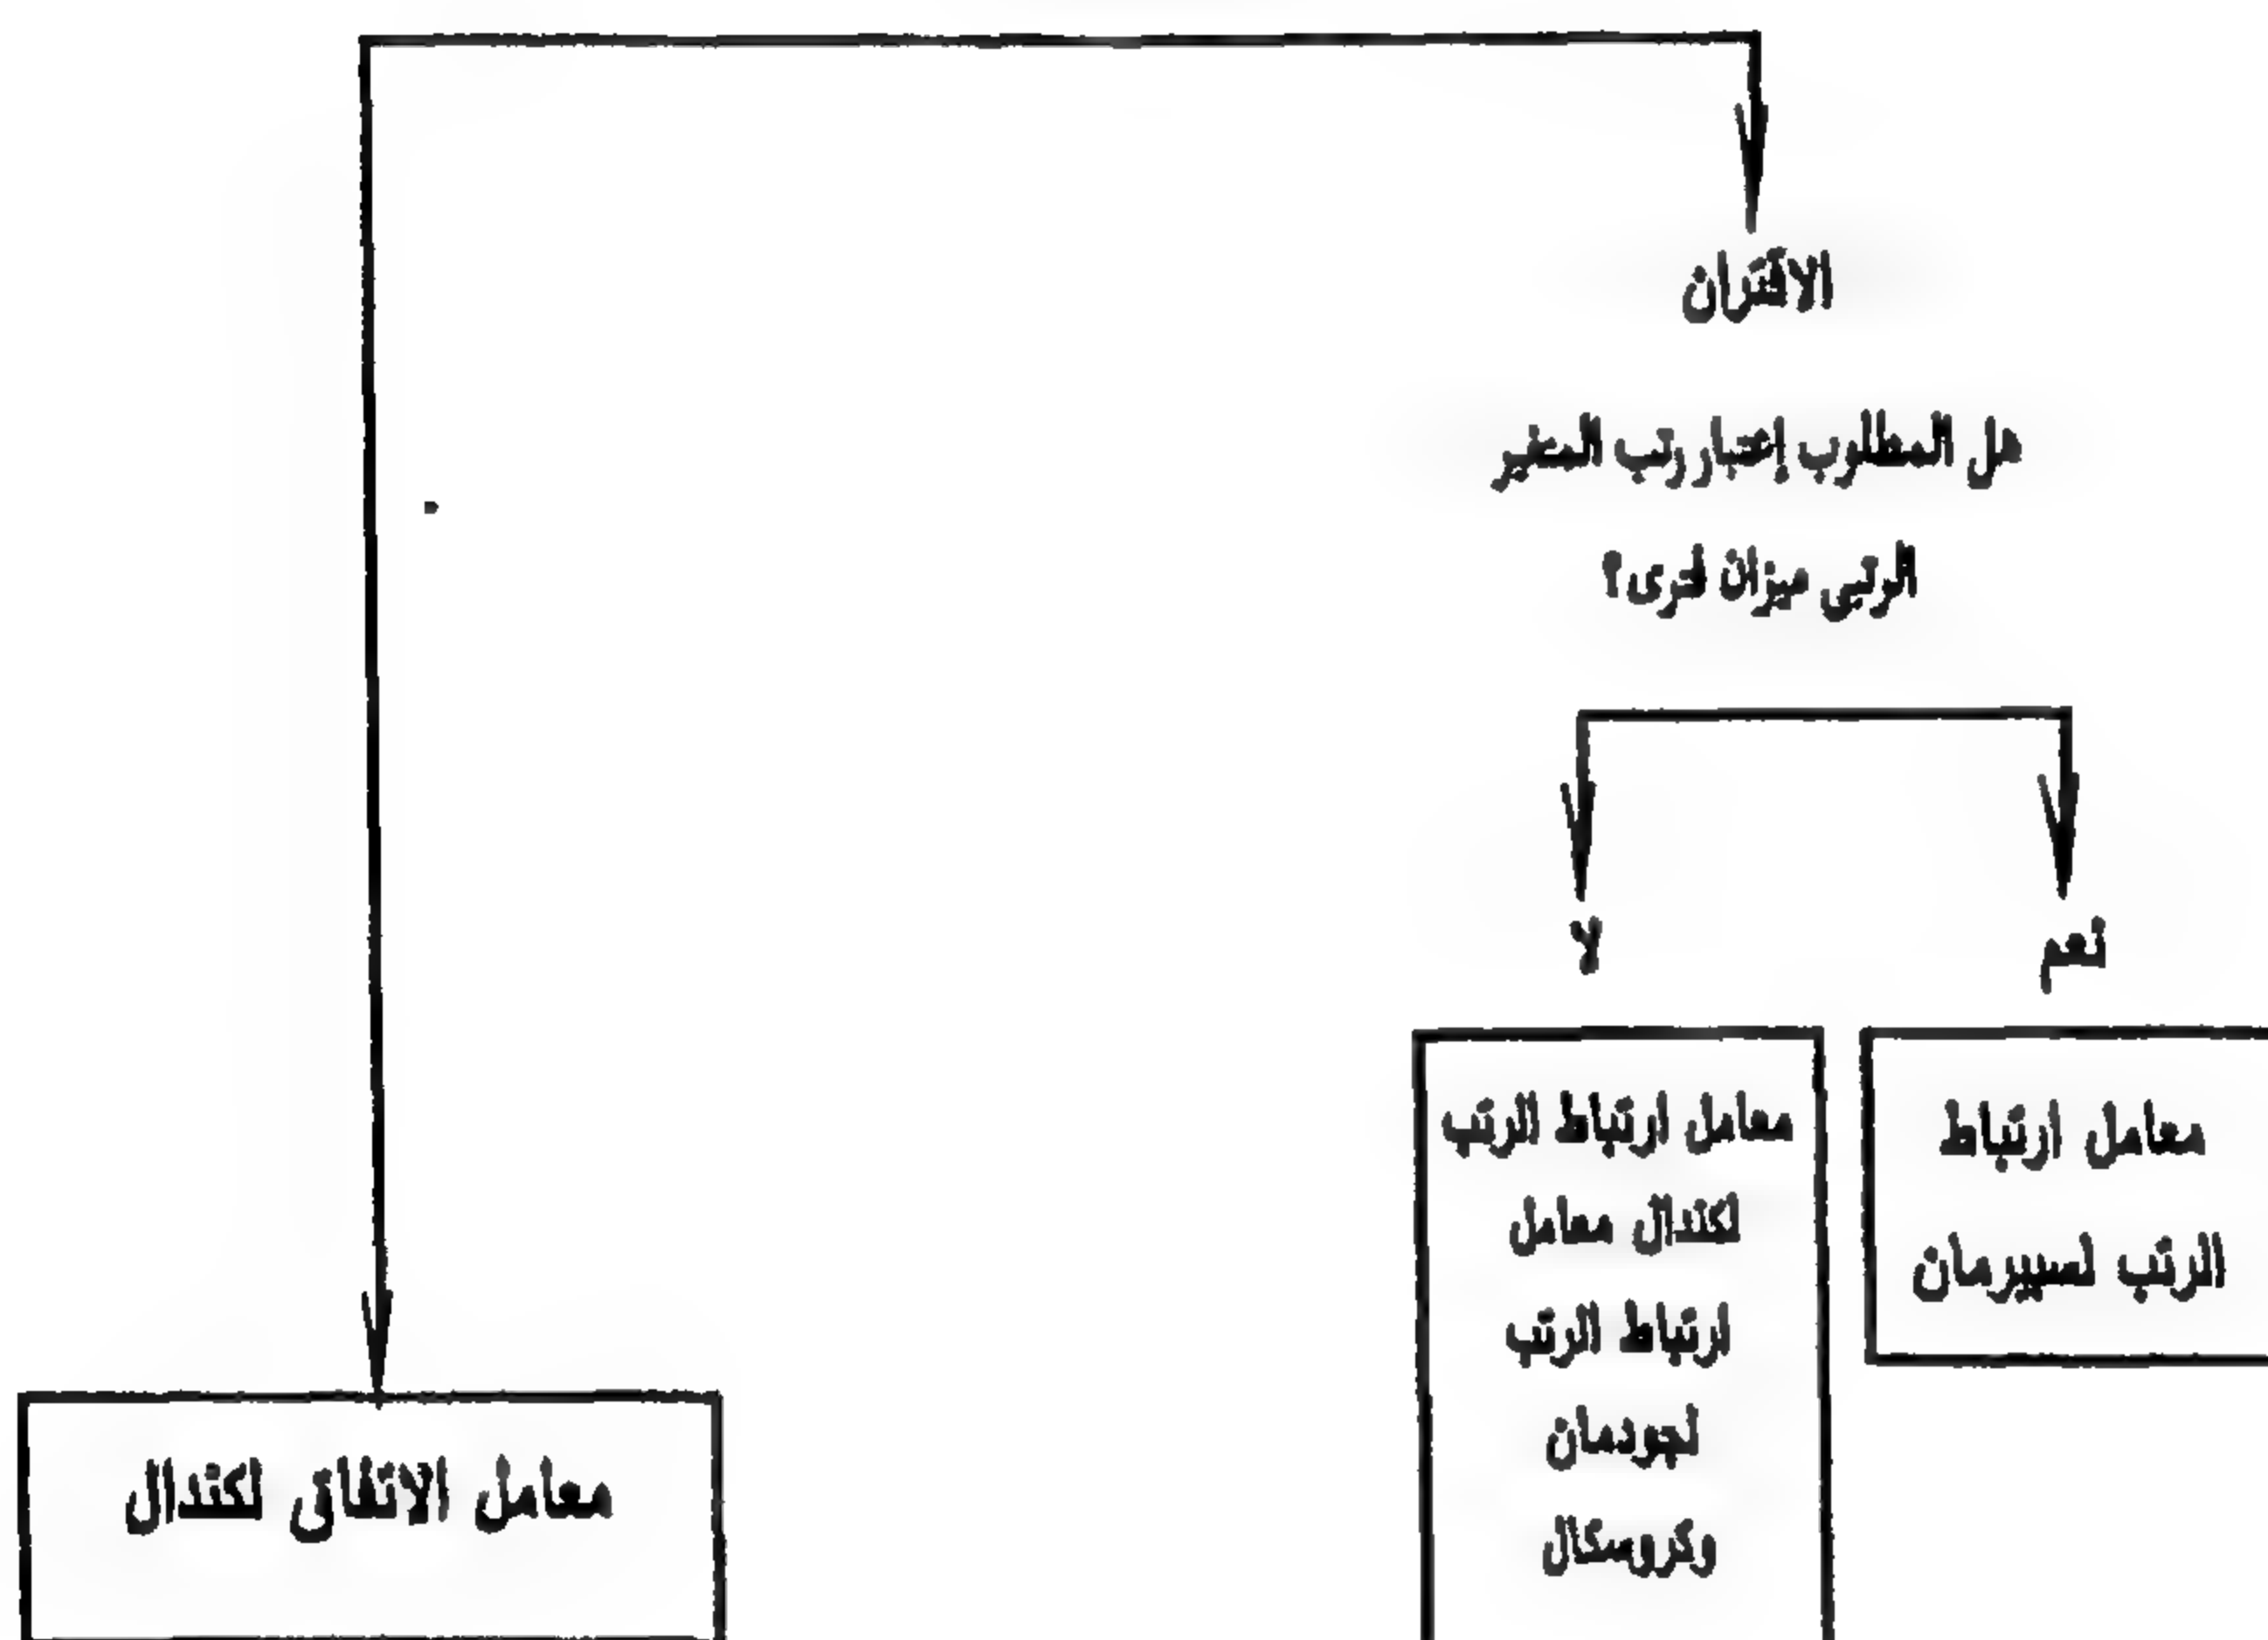 الاقتران
هل المطلوب إعتبار رتب المتغير
الرتبي ميزان فترى؟
نعم
لا
معامل ارتباط
الرتب لسبيرمان
معامل ارتباط الرتب
لكندال معامل
ارتباط الرتب
لجودمان
وكروسكال
معامل الاتفاق لكندال